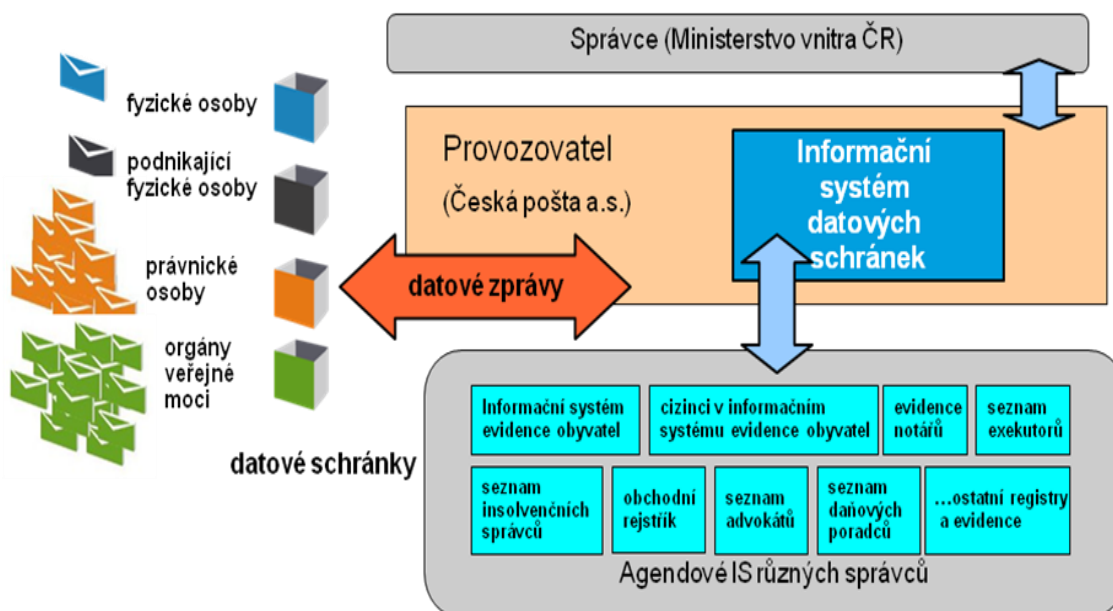 Správce (Ministerstvo vnitra ČR)
fyzické osoby
podnikající
fyzické osoby
právnické
osoby
orgány
veřejné
moci
datové schránky
Provozovatel
(Česká pošta a.s.)
Informační
systém
datových
schránek
datové zprávy
Informační systém
evidence obyvatel
cizinci v informačním
systému evidence obyvatel
evidence
notářů
seznam
exekutorů
seznam
insolvenčních
správců
obchodní
rejstřík
seznam
advokátů
seznam
daňových
poradců
...ostatní registry
a evidence
Agendové IS různých správců